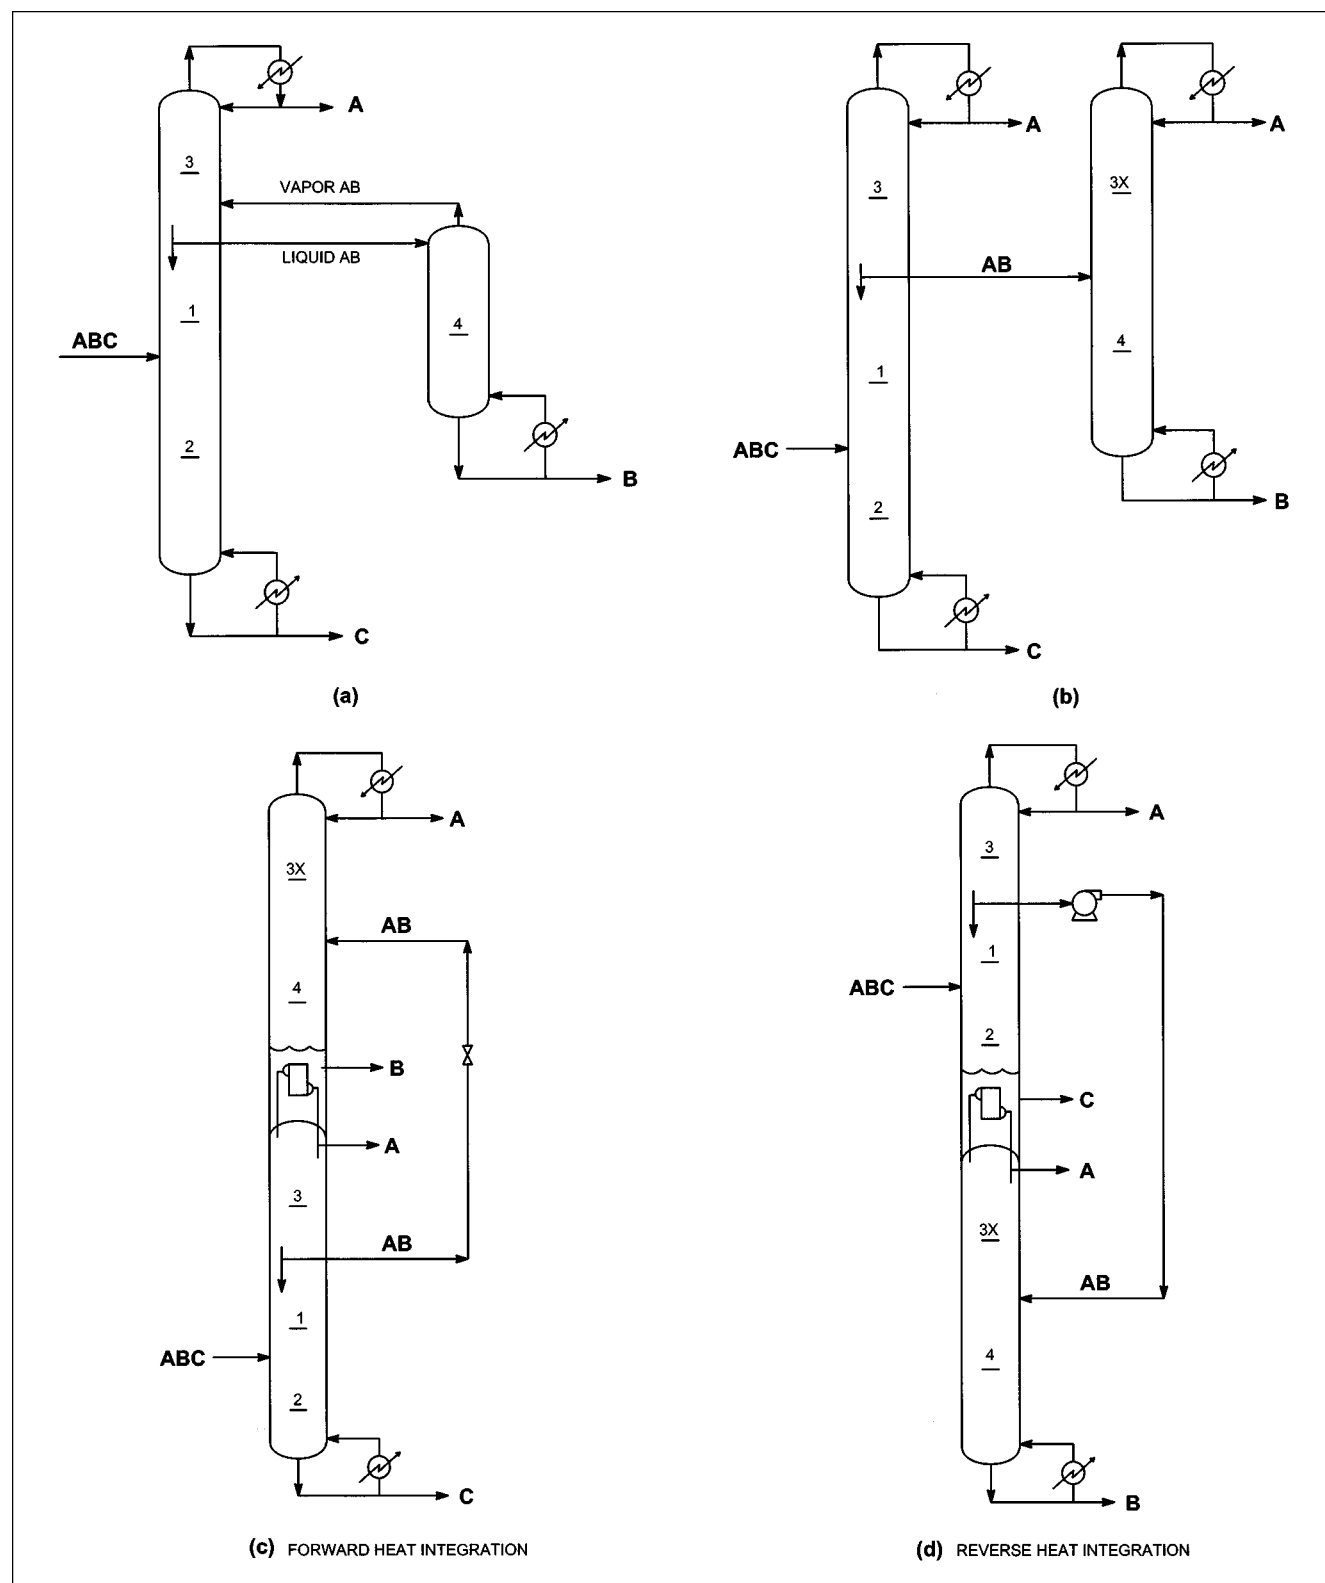 A
3
VAPOR AB
LIQUID AB
1
4
ABC
2
B
C
(a)
A
A
3
3X
AB
4
1
ABC
B
2
C
(b)
A
3X
AB
4
B
A
3
AB
1
ABC
2
C
(c) FORWARD HEAT INTEGRATION
A
3
1
ABC
2
C
A
3X
AB
4
B
(d) REVERSE HEAT INTEGRATION